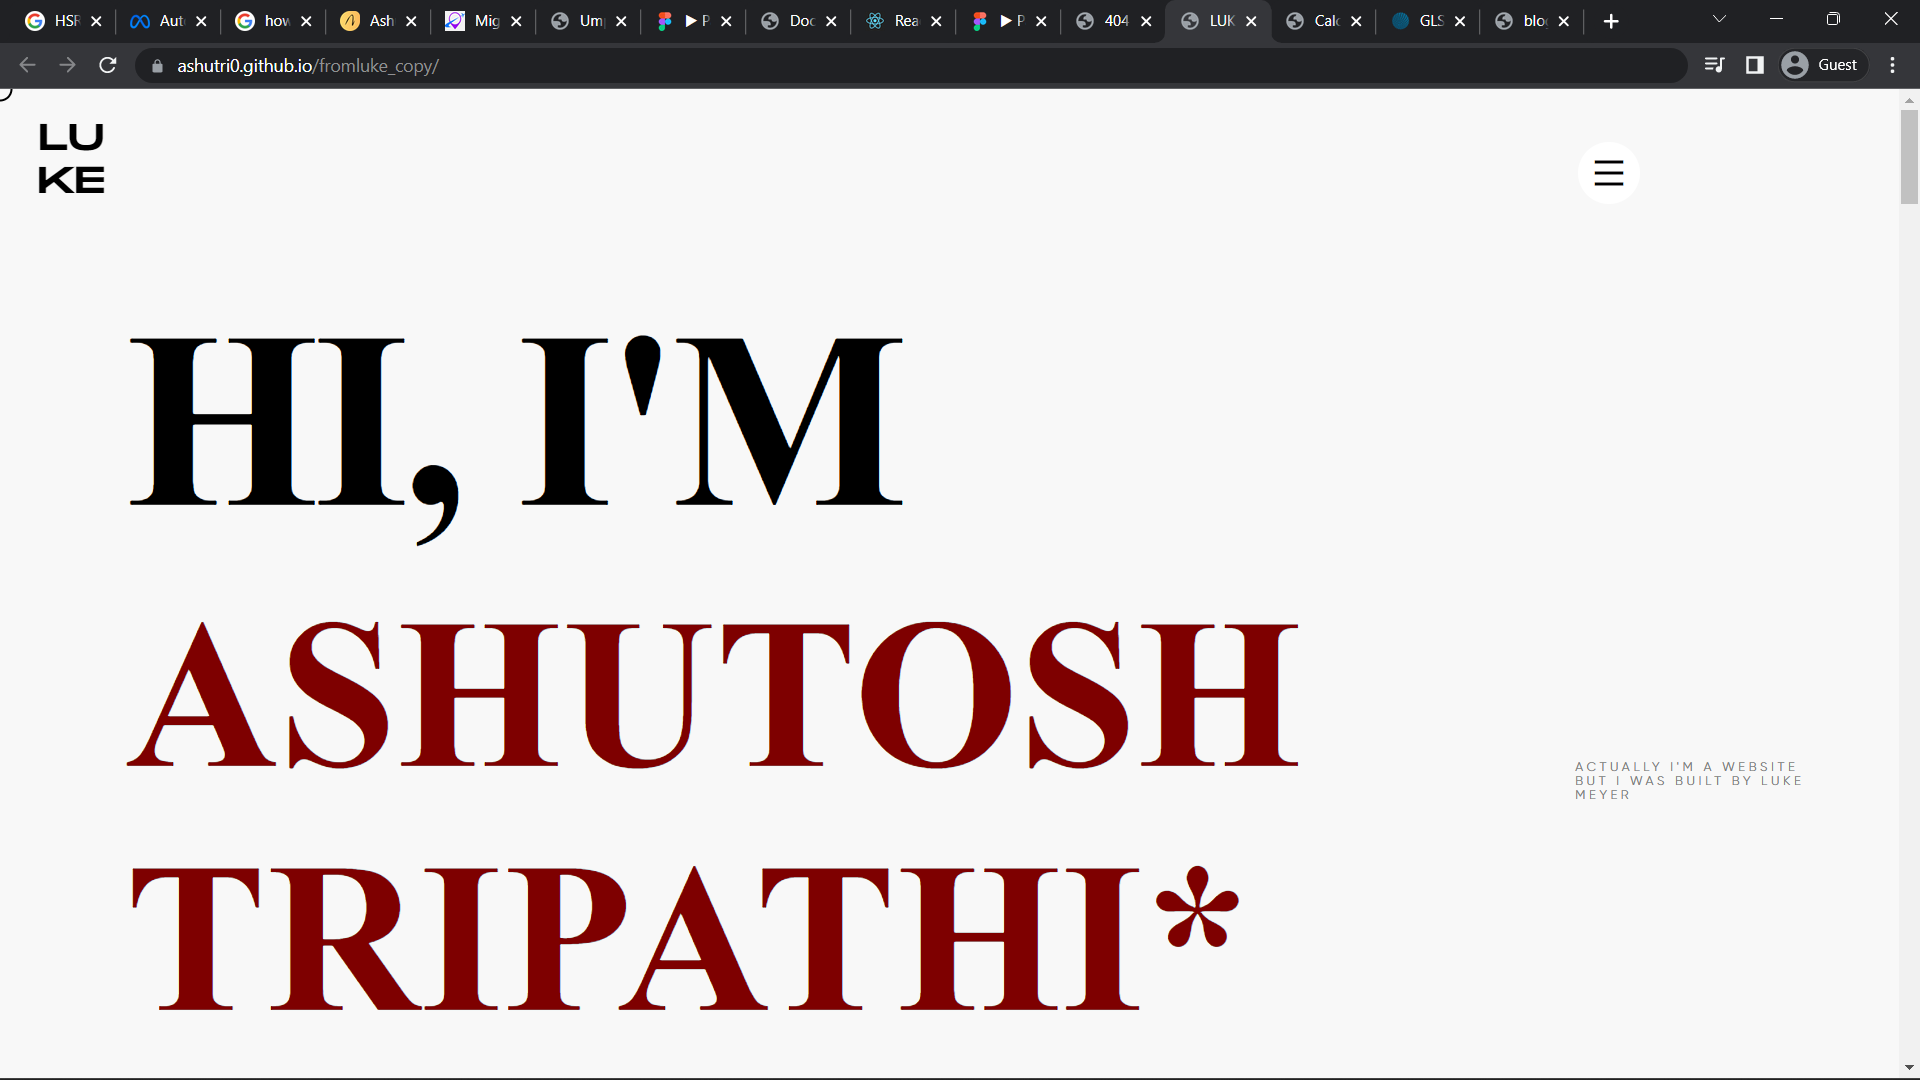 HSR
Aut
how
Ash
Mig
Um
P
Doc
Rea
P
404
LUK
Calc
GLS
blo
ashutri0.github.io/fromluke_copy/
Guest
LU
KE
HI, I'M
ASHUTOSH
TRIPATHI*
ACTUALLY I'M A WEBSITE
BUT I WAS BUILT BY LUKE
MEYER